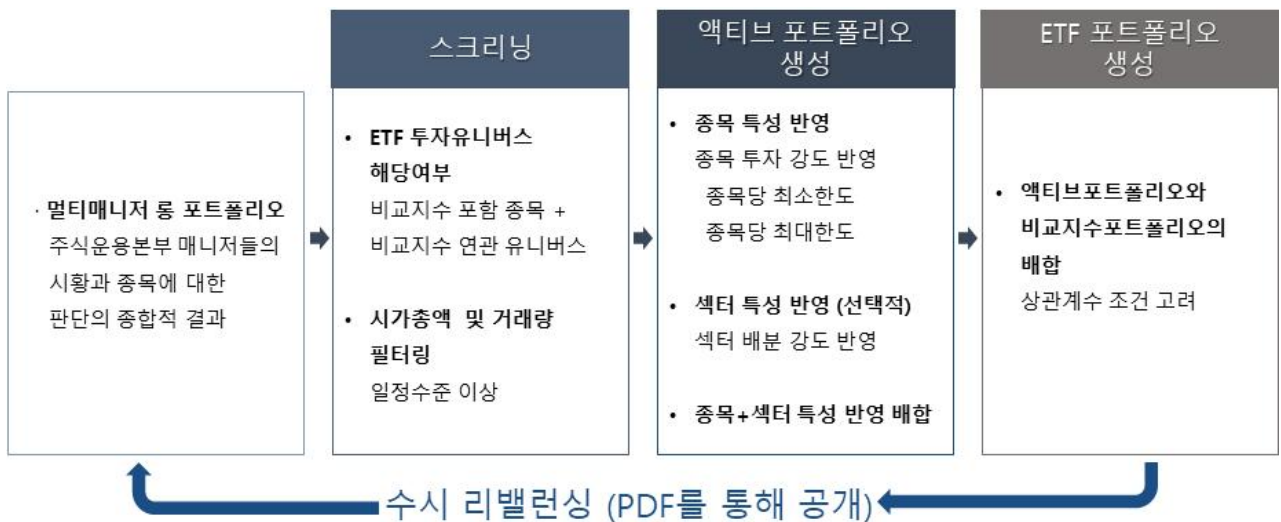 · 멀티매니저 롱 포트폴리오
주식운용본부 매니저들의
시황과 종목에 대한
판단의 종합적 결과
스크리닝
• ETF 투자유니버스
해당여부
비교지수 포함 종목 +
비교지수 연관 유니버스
• 시가총액 및 거래량
필터링
일정수준 이상
액티브 포트폴리오
생성
• 종목 특성 반영
종목 투자 강도 반영
종목당 최소한도
종목당 최대한도
• 섹터 특성 반영 (선택적)
섹터 배분 강도 반영
• 종목+섹터 특성 반영 배합
ETF 포트폴리오
생성
• 액티브포트폴리오와
비교지수포트폴리오의
배합
상관계수 조건 고려
수시 리밸런싱 (PDF를 통해 공개)